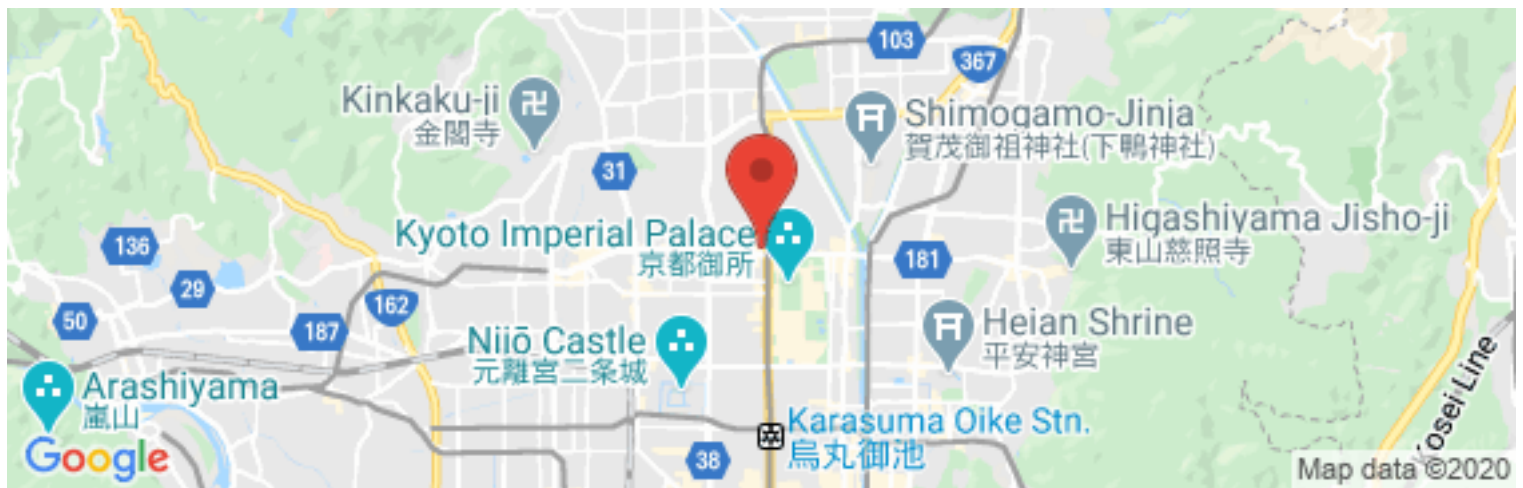 103
367
Kinkaku-ji
金閣寺
Shimogamo-Jinja
賀茂御祖神社(下鴨神社)
31
Kyoto Imperial Palace
京都御所
Higashiyama Jisho-ji
東山慈照寺
136
181
29
162
50
187
Nijō Castle
元離宮二条城
Heian Shrine
平安神宮
Arashiyama
嵐山
Kosei Line
Karasuma Oike Stn.
烏丸御池
38
Google
Map data ©2020